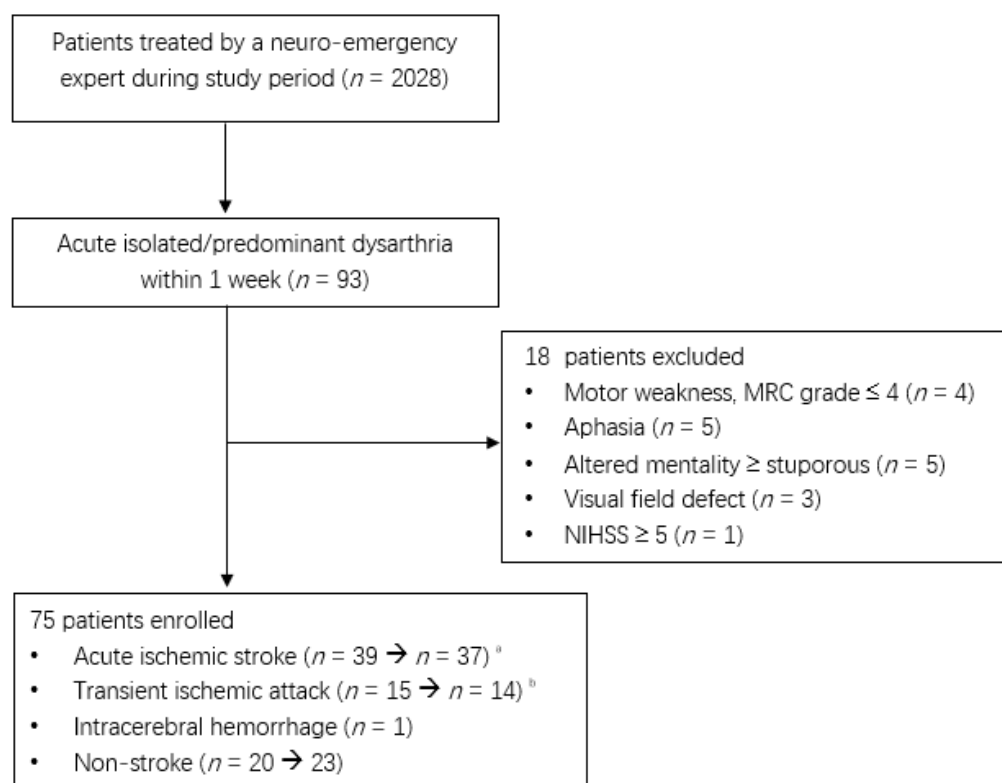 Patients treated by a neuro-emergency
expert during study period (n = 2028)
Acute isolated/predominant dysarthria
within 1 week (n = 93)
18 patients excluded
• Motor weakness, MRC grade ≤ 4 (n = 4)
• Aphasia (n = 5)
• Altered mentality ≥ stuporous (n = 5)
• Visual field defect (n = 3)
• NIHSS ≥ 5 (n = 1)
75 patients enrolled
• Acute ischemic stroke (n = 39 → n = 37) ᵃ
• Transient ischemic attack (n = 15 → n = 14) ᵇ
• Intracerebral hemorrhage (n = 1)
• Non-stroke (n = 20 → 23)